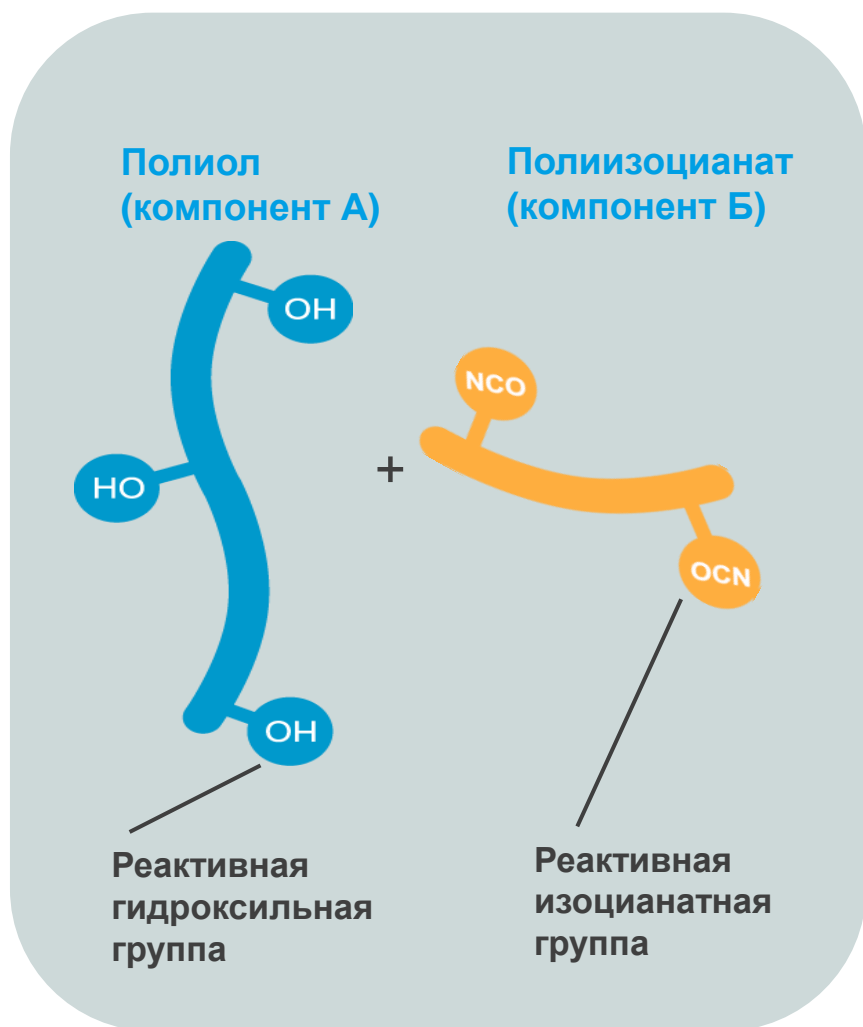 Полиол
(компонент А)
Полиизоцианат
(компонент Б)
OH
NCO
HO
+
OCN
OH
Реактивная
гидроксильная
группа
Реактивная
изоцианатная
группа